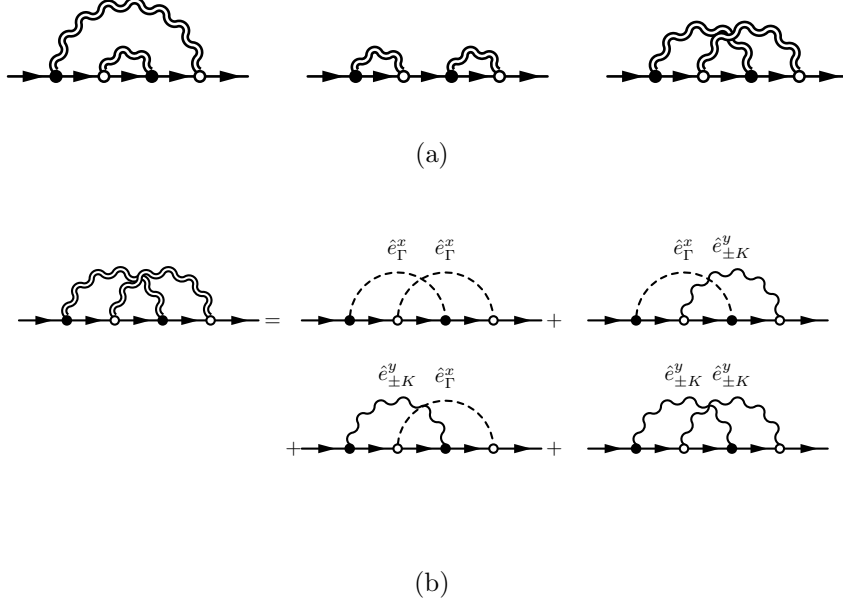 (a)
ê^x_Γ ê^x_Γ ê^x_Γ ê^y_{±K}
= + 
ê^y_{±K} ê^x_Γ ê^y_{±K} ê^y_{±K}
+ +
(b)